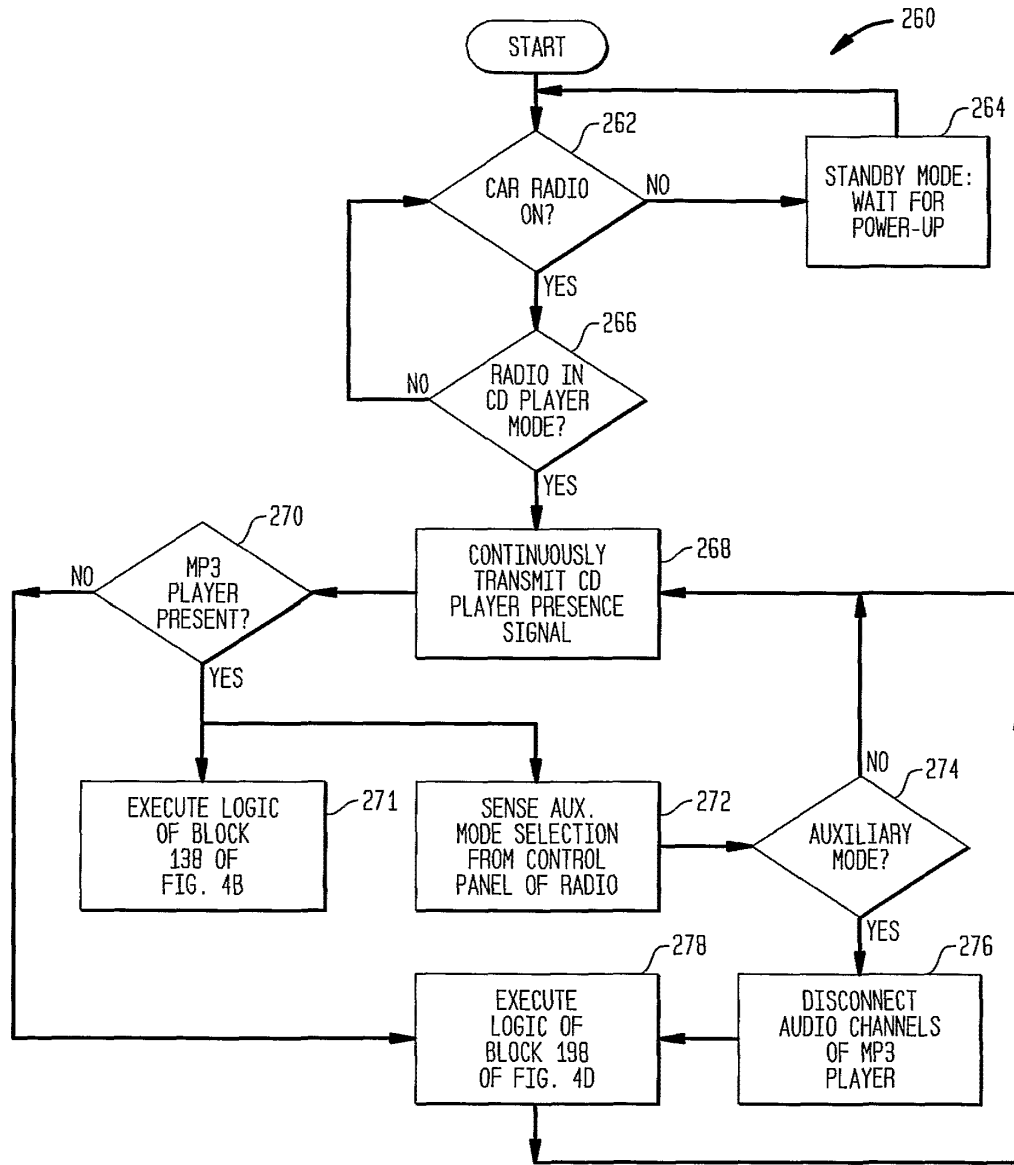 260
START
262
264
CAR RADIO
ON?
NO
STANDBY MODE:
WAIT FOR
POWER-UP
YES
266
NO
RADIO IN
CD PLAYER
MODE?
YES
270
268
NO
MP3
PLAYER
PRESENT?
CONTINUOUSLY
TRANSMIT CD
PLAYER PRESENCE
SIGNAL
YES
NO
274
271
272
EXECUTE LOGIC
OF BLOCK
138 OF
FIG. 4B
SENSE AUX.
MODE SELECTION
FROM CONTROL
PANEL OF RADIO
AUXILIARY
MODE?
YES
278
276
EXECUTE
LOGIC OF
BLOCK 198
OF FIG. 4D
DISCONNECT
AUDIO CHANNELS
OF MP3
PLAYER